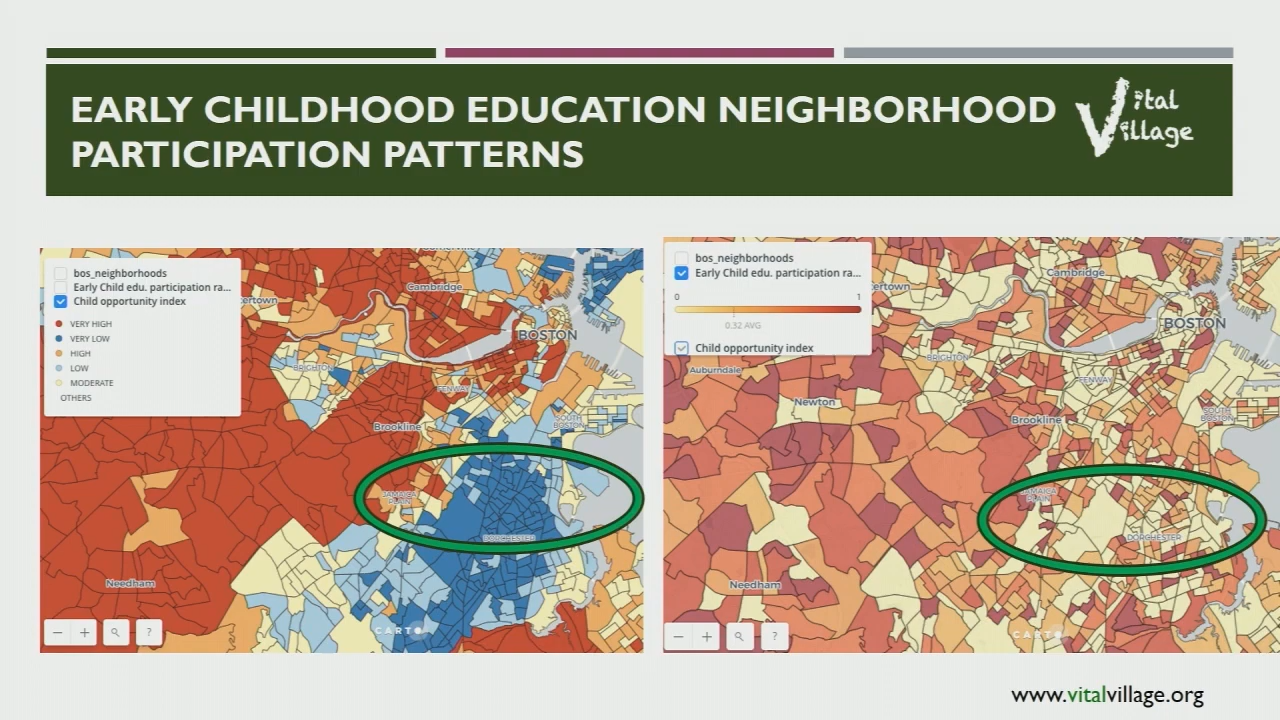 EARLY CHILDHOOD EDUCATION NEIGHBORHOOD
PARTICIPATION PATTERNS
Vital
Village
bos_neighborhoods
Early Child edu. participation ra...
Child opportunity index
VERY HIGH
VERY LOW
HIGH
LOW
MODERATE
OTHERS
Cambridge
BOSTON
BRIGHTON
FENWAY
SOUTH
BOSTON
Brookline
JAMAICA
PLAIN
DORCHESTER
Needham
CARTO
− + ?
bos_neighborhoods
Early Child edu. participation ra...
0 1
0.32 AVG
Child opportunity index
Cambridge
BOSTON
BRIGHTON
Auburndale
FENWAY
Newton
SOUTH
BOSTON
Brookline
JAMAICA
PLAIN
DORCHESTER
Needham
CARTO
− + ?
www.vitalvillage.org